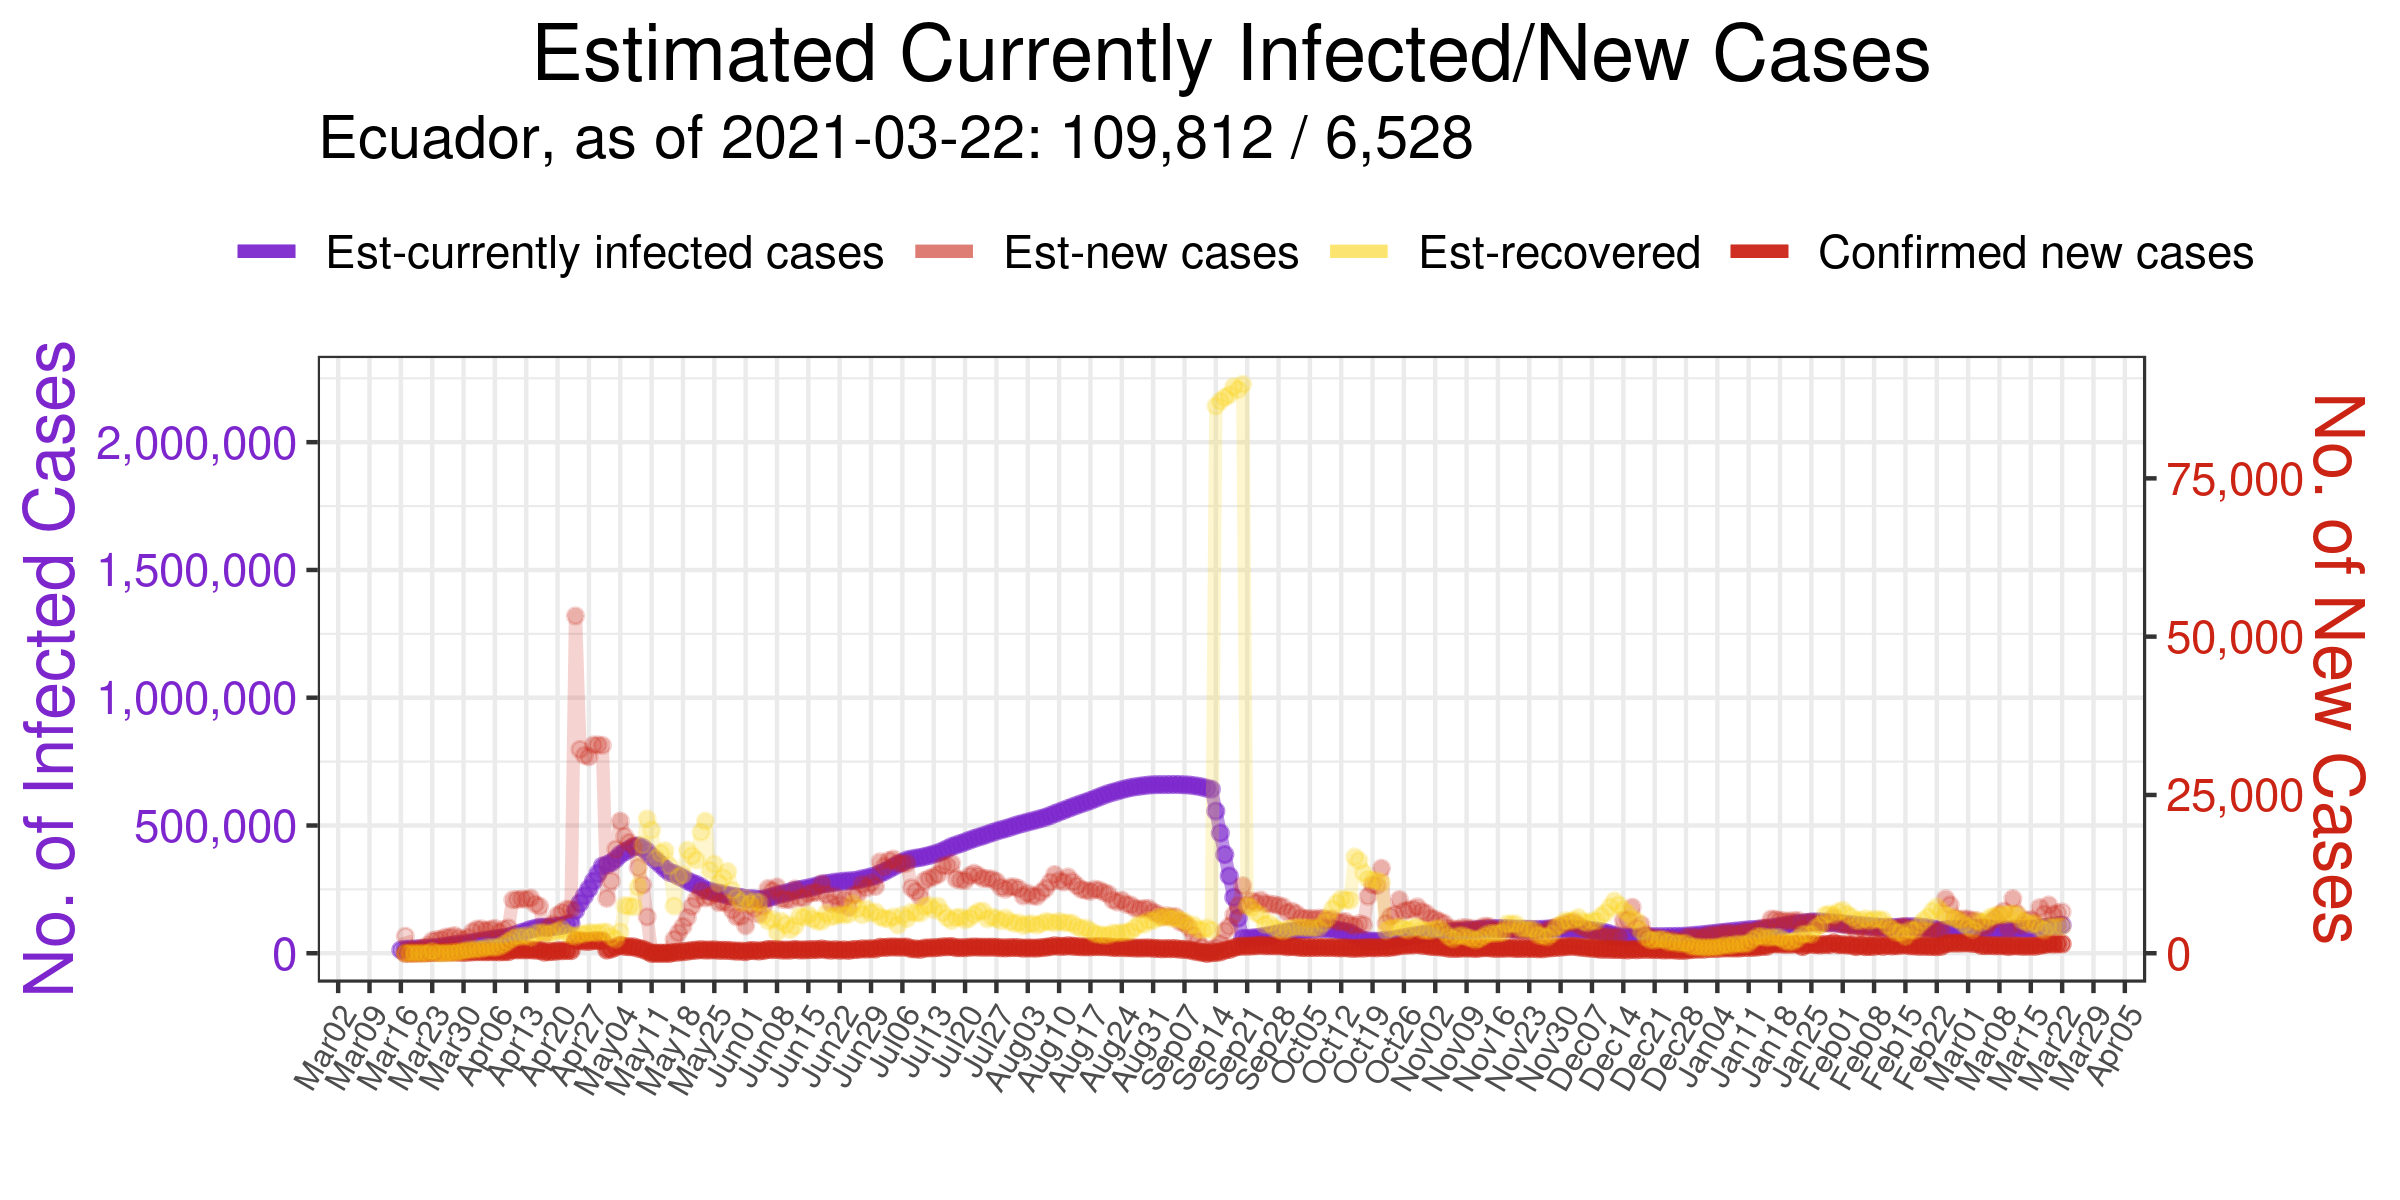 Estimated Currently Infected/New Cases
Ecuador, as of 2021-03-22: 109,812 / 6,528
Est-currently infected cases Est-new cases Est-recovered Confirmed new cases
No. of Infected Cases
2,000,000
1,500,000
1,000,000
500,000
0
No. of New Cases
75,000
50,000
25,000
0
Mar02 Mar09 Mar16 Mar23 Mar30 Apr06 Apr13 Apr20 Apr27 May04 May11 May18 May25 Jun01 Jun08 Jun15 Jun22 Jun29 Jul06 Jul13 Jul20 Jul27 Aug03 Aug10 Aug17 Aug24 Aug31 Sep07 Sep14 Sep21 Sep28 Oct05 Oct12 Oct19 Oct26 Nov02 Nov09 Nov16 Nov23 Nov30 Dec07 Dec14 Dec21 Dec28 Jan04 Jan11 Jan18 Jan25 Feb01 Feb08 Feb15 Feb22 Mar01 Mar08 Mar15 Mar22 Mar29 Apr05